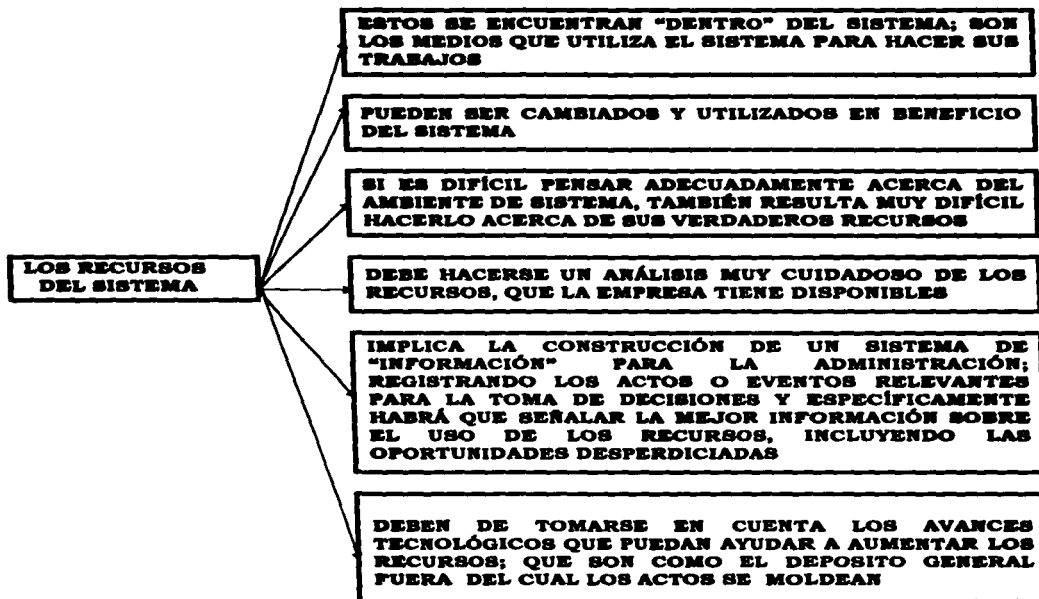 ESTOS SE ENCUENTRAN "DENTRO" DEL SISTEMA; SON
LOS MEDIOS QUE UTILIZA EL SISTEMA PARA HACER SUS
TRABAJOS
PUEDEN SER CAMBIADOS Y UTILIZADOS EN BENEFICIO
DEL SISTEMA
SI ES DIFÍCIL PENSAR ADECUADAMENTE ACERCA DEL
AMBIENTE DE SISTEMA, TAMBIÉN RESULTA MUY DIFÍCIL
HACERLO ACERCA DE SUS VERDADEROS RECURSOS
LOS RECURSOS
DEL SISTEMA
DEBE HACERSE UN ANÁLISIS MUY CUIDADOSO DE LOS
RECURSOS, QUE LA EMPRESA TIENE DISPONIBLES
IMPLICA LA CONSTRUCCIÓN DE UN SISTEMA DE
"INFORMACIÓN" PARA LA ADMINISTRACIÓN;
REGISTRANDO LOS ACTOS O EVENTOS RELEVANTES
PARA LA TOMA DE DECISIONES Y ESPECÍFICAMENTE
HABRÁ QUE SEÑALAR LA MEJOR INFORMACIÓN SOBRE
EL USO DE LOS RECURSOS, INCLUYENDO LAS
OPORTUNIDADES DESPERDICIADAS
DEBEN DE TOMARSE EN CUENTA LOS AVANCES
TECNOLÓGICOS QUE PUEDAN AYUDAR A AUMENTAR LOS
RECURSOS; QUE SON COMO EL DEPOSITO GENERAL
FUERA DEL CUAL LOS ACTOS SE MOLDEAN